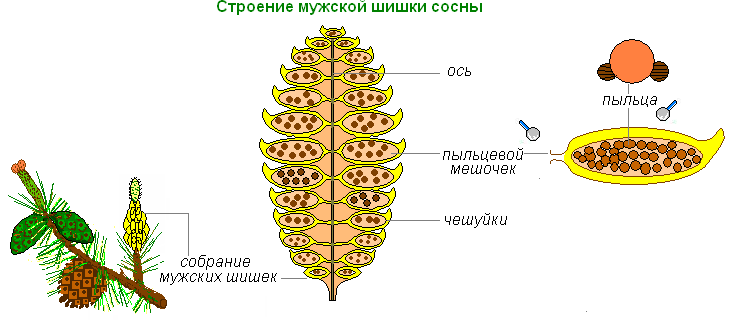 Строение мужской шишки сосны
ось
пыльца
пыльцевой
мешочек
чешуйки
собрание
мужских шишек